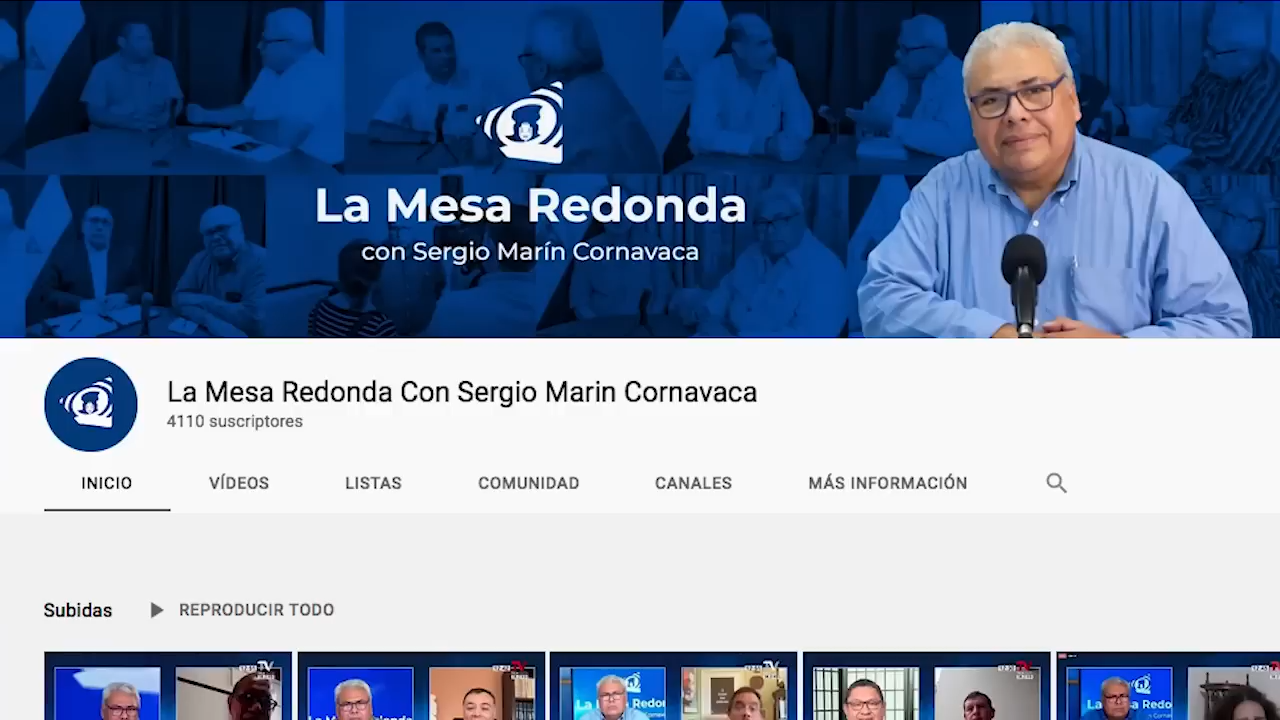 La Mesa Redonda
con Sergio Marín Cornavaca
La Mesa Redonda Con Sergio Marin Cornavaca
4110 suscriptores
INICIO VÍDEOS LISTAS COMUNIDAD CANALES MÁS INFORMACIÓN
Subidas REPRODUCIR TODO